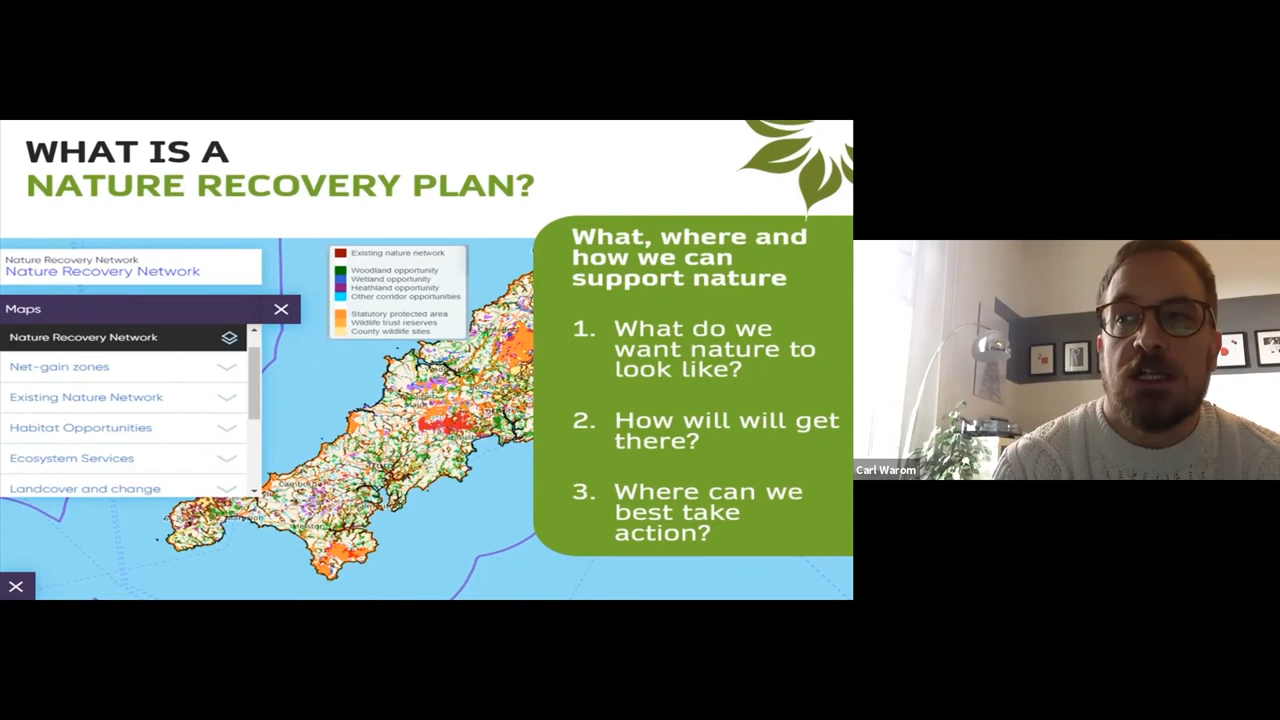 WHAT IS A
NATURE RECOVERY PLAN?
Nature Recovery Network
Nature Recovery Network
Maps
Nature Recovery Network
Net-gain zones
Existing Nature Network
Habitat Opportunities
Ecosystem Services
Landcover and change
Existing nature network
Woodland opportunity
Wetland opportunity
Heathland opportunity
Other corridor opportunities
Statutory protected area
Wildlife trust reserves
County wildlife sites
What, where and
how we can
support nature
1. What do we
want nature to
look like?
2. How will will get
there?
3. Where can we
best take
action?
Carl Warom